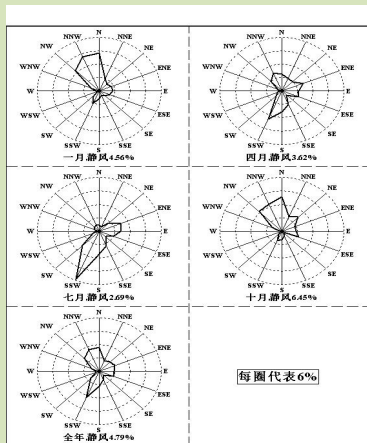 N
NNW NNE
NW NE
WNW ENE
W E
WSW ESE
SW SE
SSW SSE
S
一月,静风4.56%
N
NNW NNE
NW NE
WNW ENE
W E
WSW ESE
SW SE
SSW SSE
S
四月,静风3.62%
N
NNW NNE
NW NE
WNW ENE
W E
WSW ESE
SW SE
SSW SSE
S
七月,静风2.69%
N
NNW NNE
NW NE
WNW ENE
W E
WSW ESE
SW SE
SSW SSE
S
十月,静风6.45%
N
NNW NNE
NW NE
WNW ENE
W E
WSW ESE
SW SE
SSW SSE
S
全年,静风4.79%
每圈代表6%